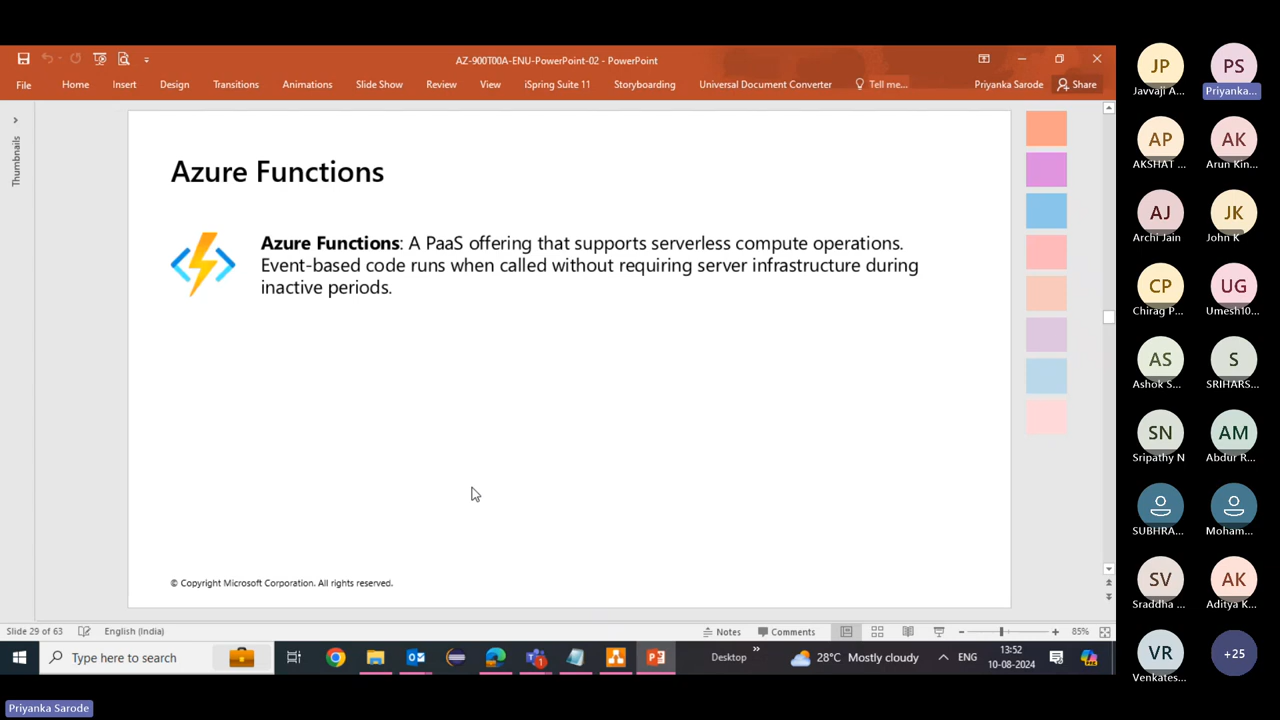 AZ-900T00A-ENU-PowerPoint-02 - PowerPoint
File Home Insert Design Transitions Animations Slide Show Review View iSpring Suite 11 Storyboarding Universal Document Converter Tell me... Priyanka Sarode Share
Thumbnails
Azure Functions
Azure Functions: A PaaS offering that supports serverless compute operations.
Event-based code runs when called without requiring server infrastructure during
inactive periods.
© Copyright Microsoft Corporation. All rights reserved.
Slide 29 of 63 English (India) Notes Comments 85%
Type here to search Desktop 28°C Mostly cloudy ENG 13:52
10-08-2024
Priyanka Sarode
JP PS
Javvaji A... Priyanka...
AP AK
AKSHAT ... Arun Kin...
AJ JK
Archi Jain John K
CP UG
Chirag P... Umesh10...
AS S
Ashok S... SRIHARS...
SN AM
Sripathy N Abdur R...
SUBHRA... Moham...
SV AK
Sraddha ... Aditya K...
VR +25
Venkates...